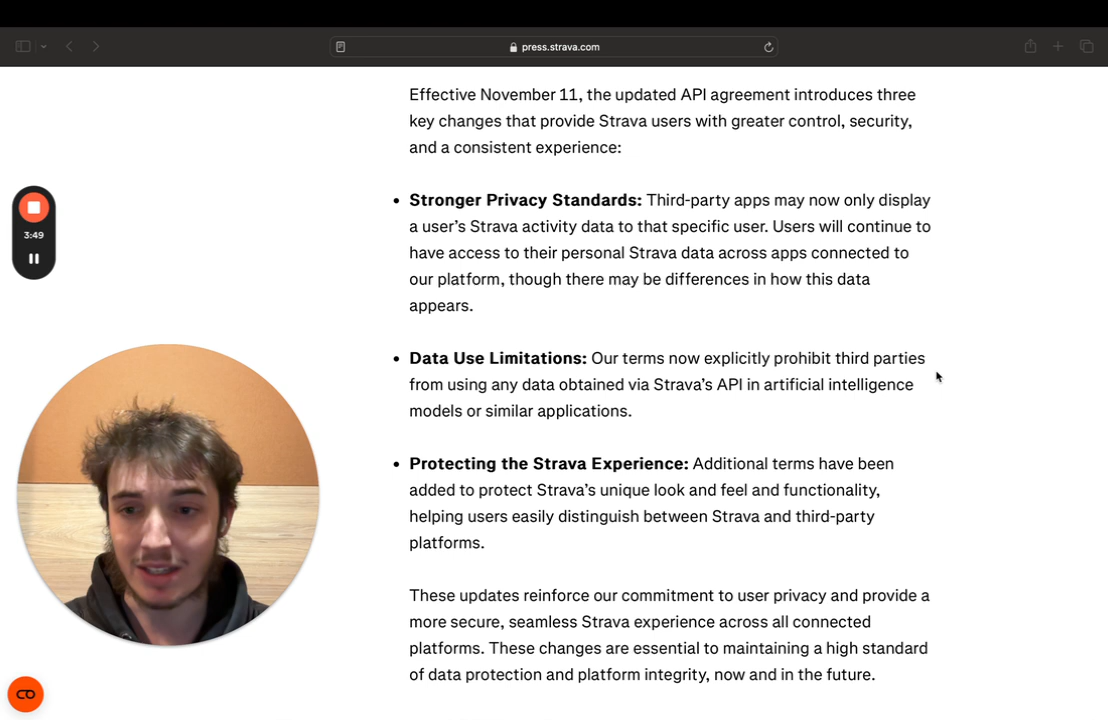 press.strava.com
Effective November 11, the updated API agreement introduces three
key changes that provide Strava users with greater control, security,
and a consistent experience:
3:49
• Stronger Privacy Standards: Third-party apps may now only display
a user’s Strava activity data to that specific user. Users will continue to
have access to their personal Strava data across apps connected to
our platform, though there may be differences in how this data
appears.
• Data Use Limitations: Our terms now explicitly prohibit third parties
from using any data obtained via Strava’s API in artificial intelligence
models or similar applications.
• Protecting the Strava Experience: Additional terms have been
added to protect Strava’s unique look and feel and functionality,
helping users easily distinguish between Strava and third-party
platforms.
These updates reinforce our commitment to user privacy and provide a
more secure, seamless Strava experience across all connected
platforms. These changes are essential to maintaining a high standard
of data protection and platform integrity, now and in the future.